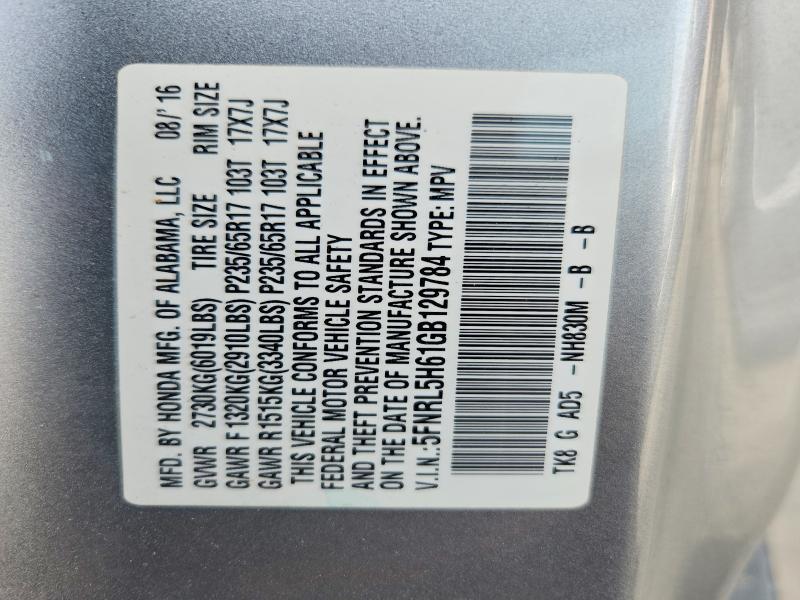 MFD. BY HONDA MFG. OF ALABAMA, LLC 08/'16
GVWR 2730KG(6019LBS) TIRE SIZE RIM SIZE
GAWR F1320KG(2910LBS)P235/65R17 103T 17X7J
GAWR R1515KG(3340LBS)P235/65R17 103T 17X7J
THIS VEHICLE CONFORMS TO ALL APPLICABLE
FEDERAL MOTOR VEHICLE SAFETY
AND THEFT PREVENTION STANDARDS IN EFFECT
ON THE DATE OF MANUFACTURE SHOWN ABOVE.
V.I.N.:5FNRL5H61GB129784 TYPE: MPV
TK8 G AD5 -NH830M -B -B